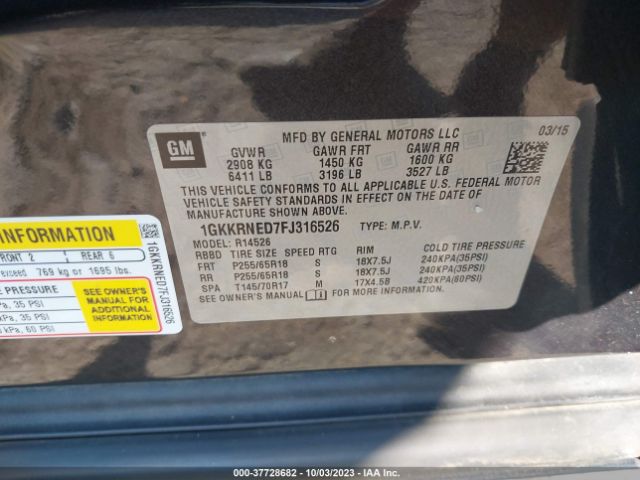 GM
MFD BY GENERAL MOTORS LLC
03/15
GVWR GAWR FRT GAWR RR
2908 KG 1450 KG 1600 KG
6411 LB 3196 LB 3527 LB
THIS VEHICLE CONFORMS TO ALL APPLICABLE U.S. FEDERAL MOTOR
VEHICLE SAFETY STANDARDS IN EFFECT ON THE DATE OF
MANUFACTURE SHOWN ABOVE.
1GKKRNED7FJ316526 TYPE: M.P.V.
MODEL: R14526
RBBD TIRE SIZE SPEED RTG RIM COLD TIRE PRESSURE
FRT P255/65R18 S 18X7.5J 240KPA(35PSI)
RR P255/65R18 S 18X7.5J 240KPA(35PSI)
SPA T145/70R17 M 17X4.5B 420KPA(60PSI)
SEE OWNER'S MANUAL FOR MORE INFORMATION.
INFORMATION
FRONT 2 REAR 6
exceed 769 kg or 1695 lbs.
E PRESSURE
kPa, 35 PSI
kPa, 35 PSI
kPa, 60 PSI
SEE OWNER'S
MANUAL FOR
ADDITIONAL
INFORMATION
1GKKRNED7FJ316526
000-37728682 - 10/03/2023 - IAAI.com